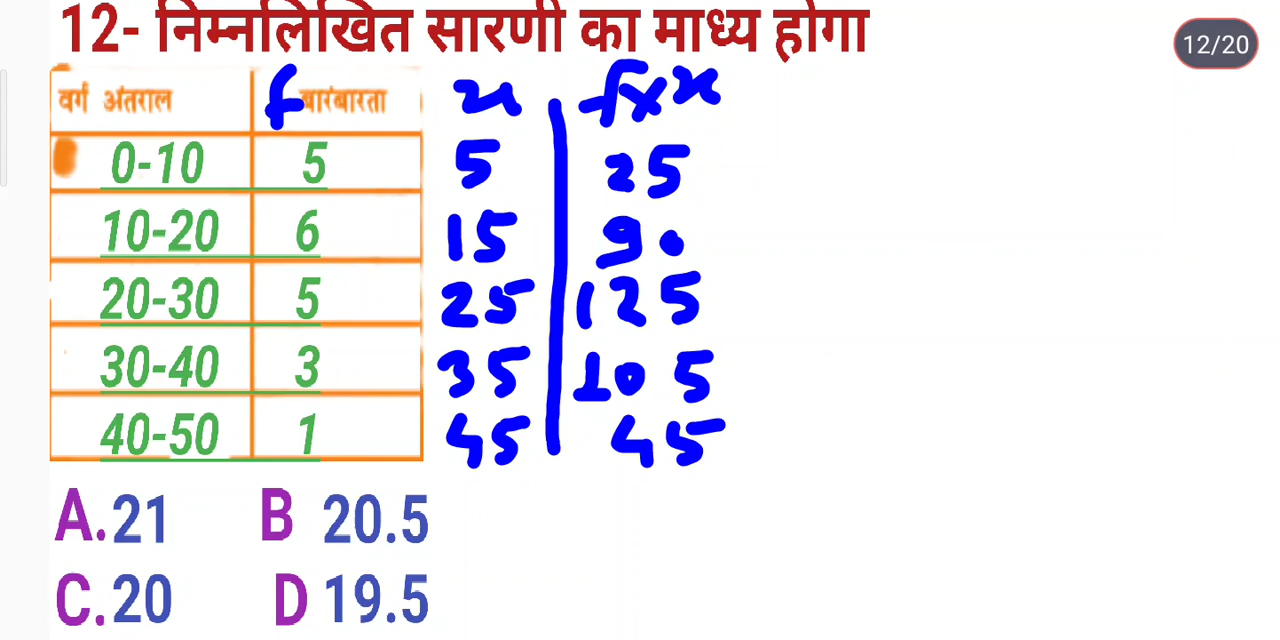 12- निम्नलिखित सारणी का माध्य होगा
12/20
वर्ग अंतराल f बारंबारता x f×x
0-10 5 5 25
10-20 6 15 90
20-30 5 25 125
30-40 3 35 105
40-50 1 45 45
A.21 B 20.5
C.20 D 19.5